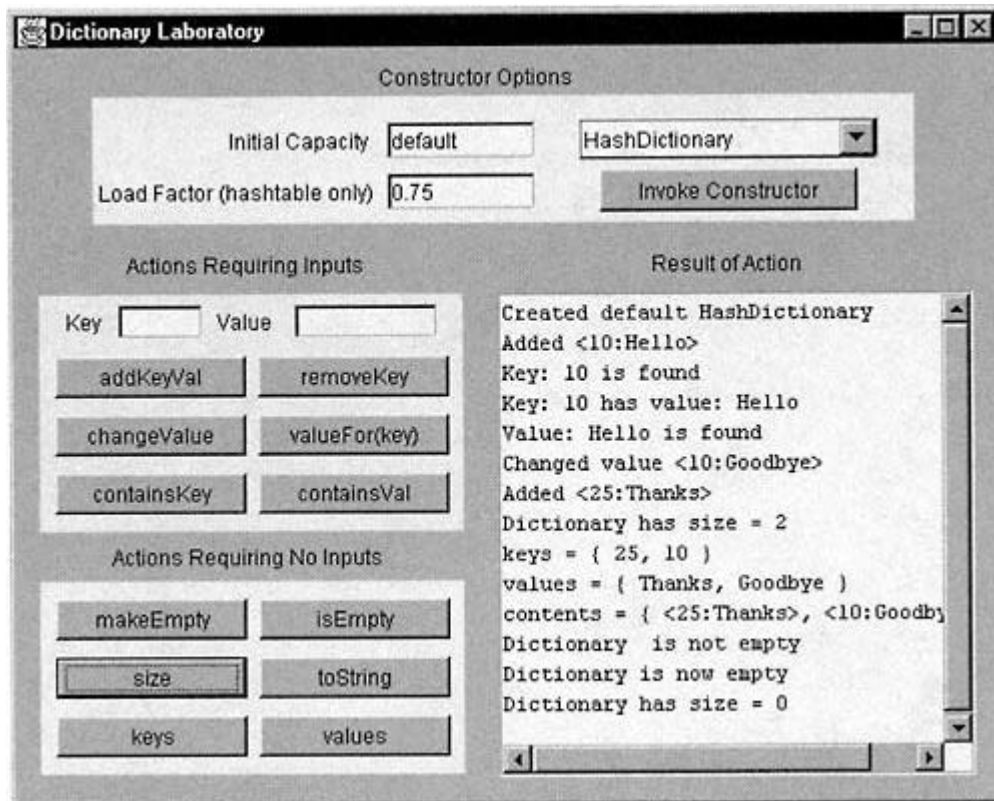 Dictionary Laboratory
Constructor Options
Initial Capacity default HashDictionary
Load Factor (hashtable only) 0.75 Invoke Constructor
Actions Requiring Inputs
Key Value
addKeyVal removeKey
changeValue valueFor(key)
containsKey containsVal
Actions Requiring No Inputs
makeEmpty isEmpty
size toString
keys values
Result of Action
Created default HashDictionary
Added <10:Hello>
Key: 10 is found
Key: 10 has value: Hello
Value: Hello is found
Changed value <10:Goodbye>
Added <25:Thanks>
Dictionary has size = 2
keys = { 25, 10 }
values = { Thanks, Goodbye }
contents = { <25:Thanks>, <10:Goodby
Dictionary  is not empty
Dictionary is now empty
Dictionary has size = 0